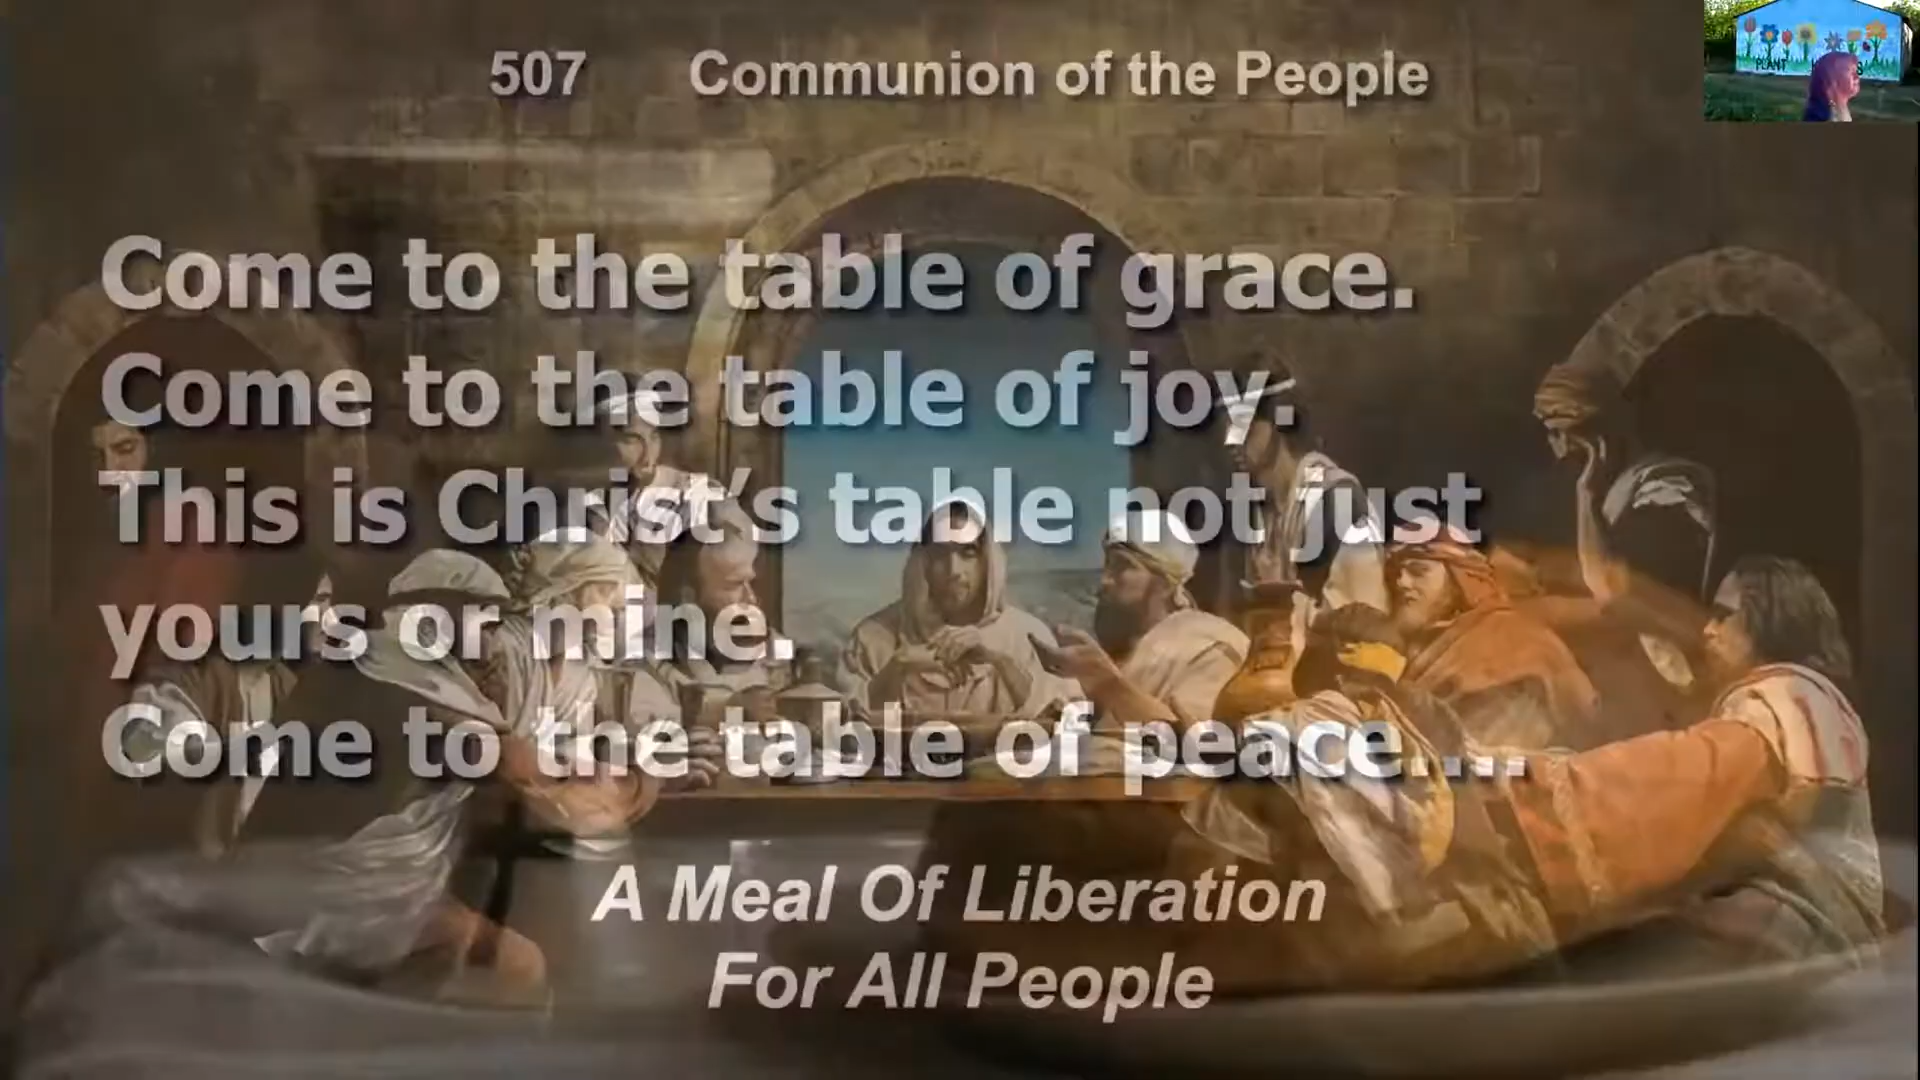 507 Communion of the People
PLANT
Come to the table of grace.
Come to the table of joy.
This is Christ’s table not just
yours or mine.
Come to the table of peace....
A Meal Of Liberation
For All People